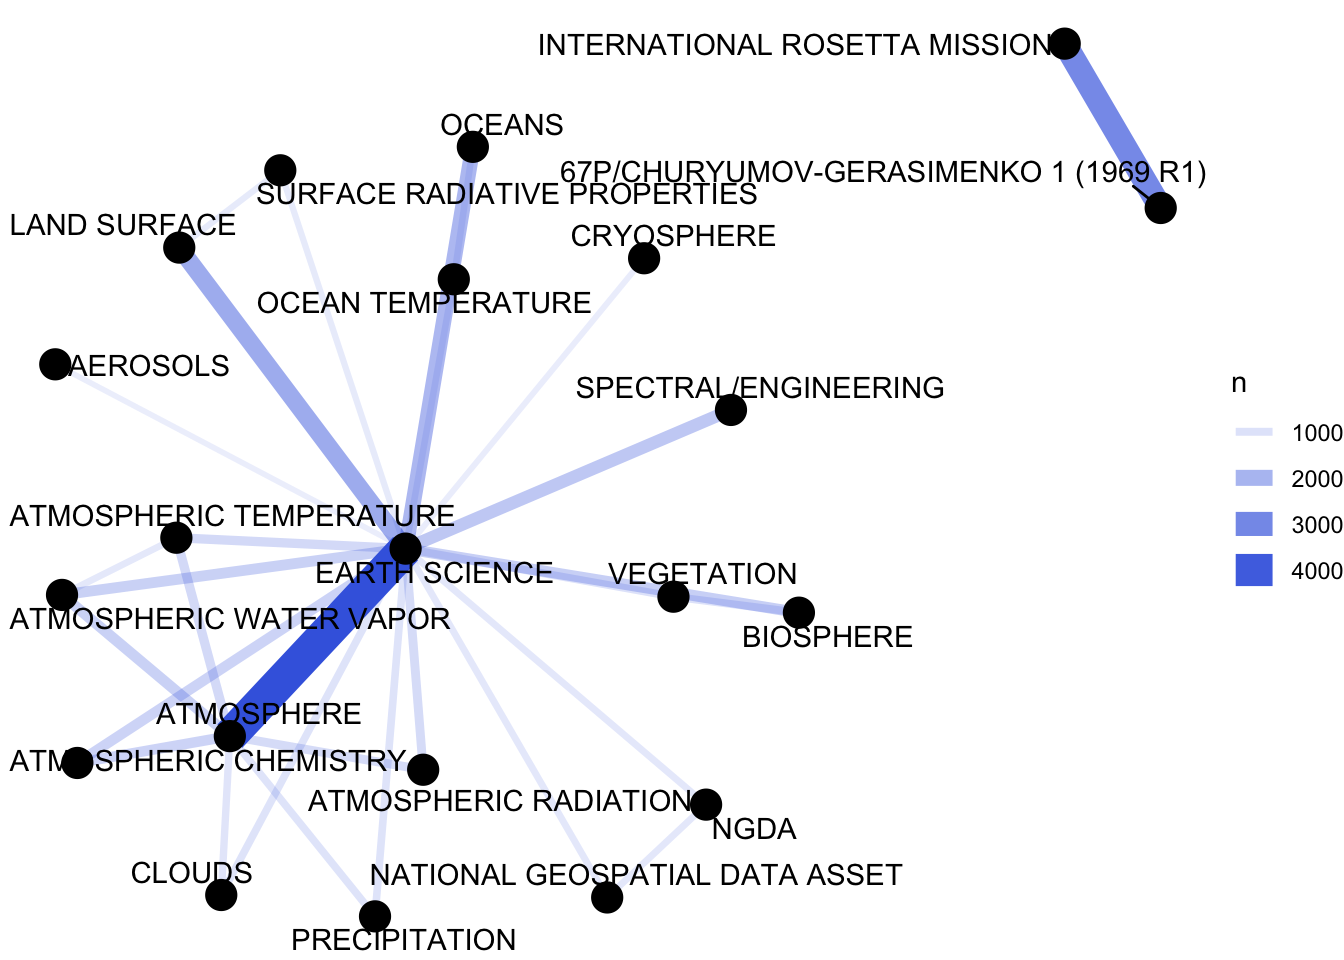 INTERNATIONAL ROSETTA MISSION
OCEANS
67P/CHURYUMOV-GERASIMENKO 1 (1969 R1)
SURFACE RADIATIVE PROPERTIES
LAND SURFACE
CRYOSPHERE
OCEAN TEMPERATURE
AEROSOLS
SPECTRAL/ENGINEERING
n
1000
2000
3000
4000
ATMOSPHERIC TEMPERATURE
EARTH SCIENCE
VEGETATION
ATMOSPHERIC WATER VAPOR
BIOSPHERE
ATMOSPHERE
ATMOSPHERIC CHEMISTRY
ATMOSPHERIC RADIATION
NGDA
CLOUDS
NATIONAL GEOSPATIAL DATA ASSET
PRECIPITATION